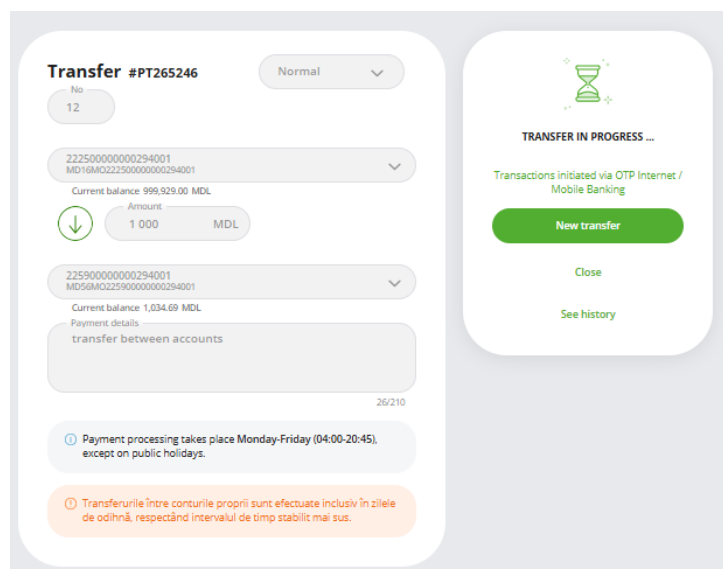 Transfer #PT265246
Normal
No
12
222500000000294001
MD16MO222500000000294001
Current balance 999,929.00 MDL
Amount
1 000 MDL
225900000000294001
MD56MO225900000000294001
Current balance 1,034.69 MDL
Payment details
transfer between accounts
26/210
Payment processing takes place Monday-Friday (04:00-20:45),
except on public holidays.
Transferurile între conturile proprii sunt efectuate inclusiv în zilele
de odihnă, respectând intervalul de timp stabilit mai sus.
TRANSFER IN PROGRESS ...
Transactions initiated via OTP Internet /
Mobile Banking
New transfer
Close
See history